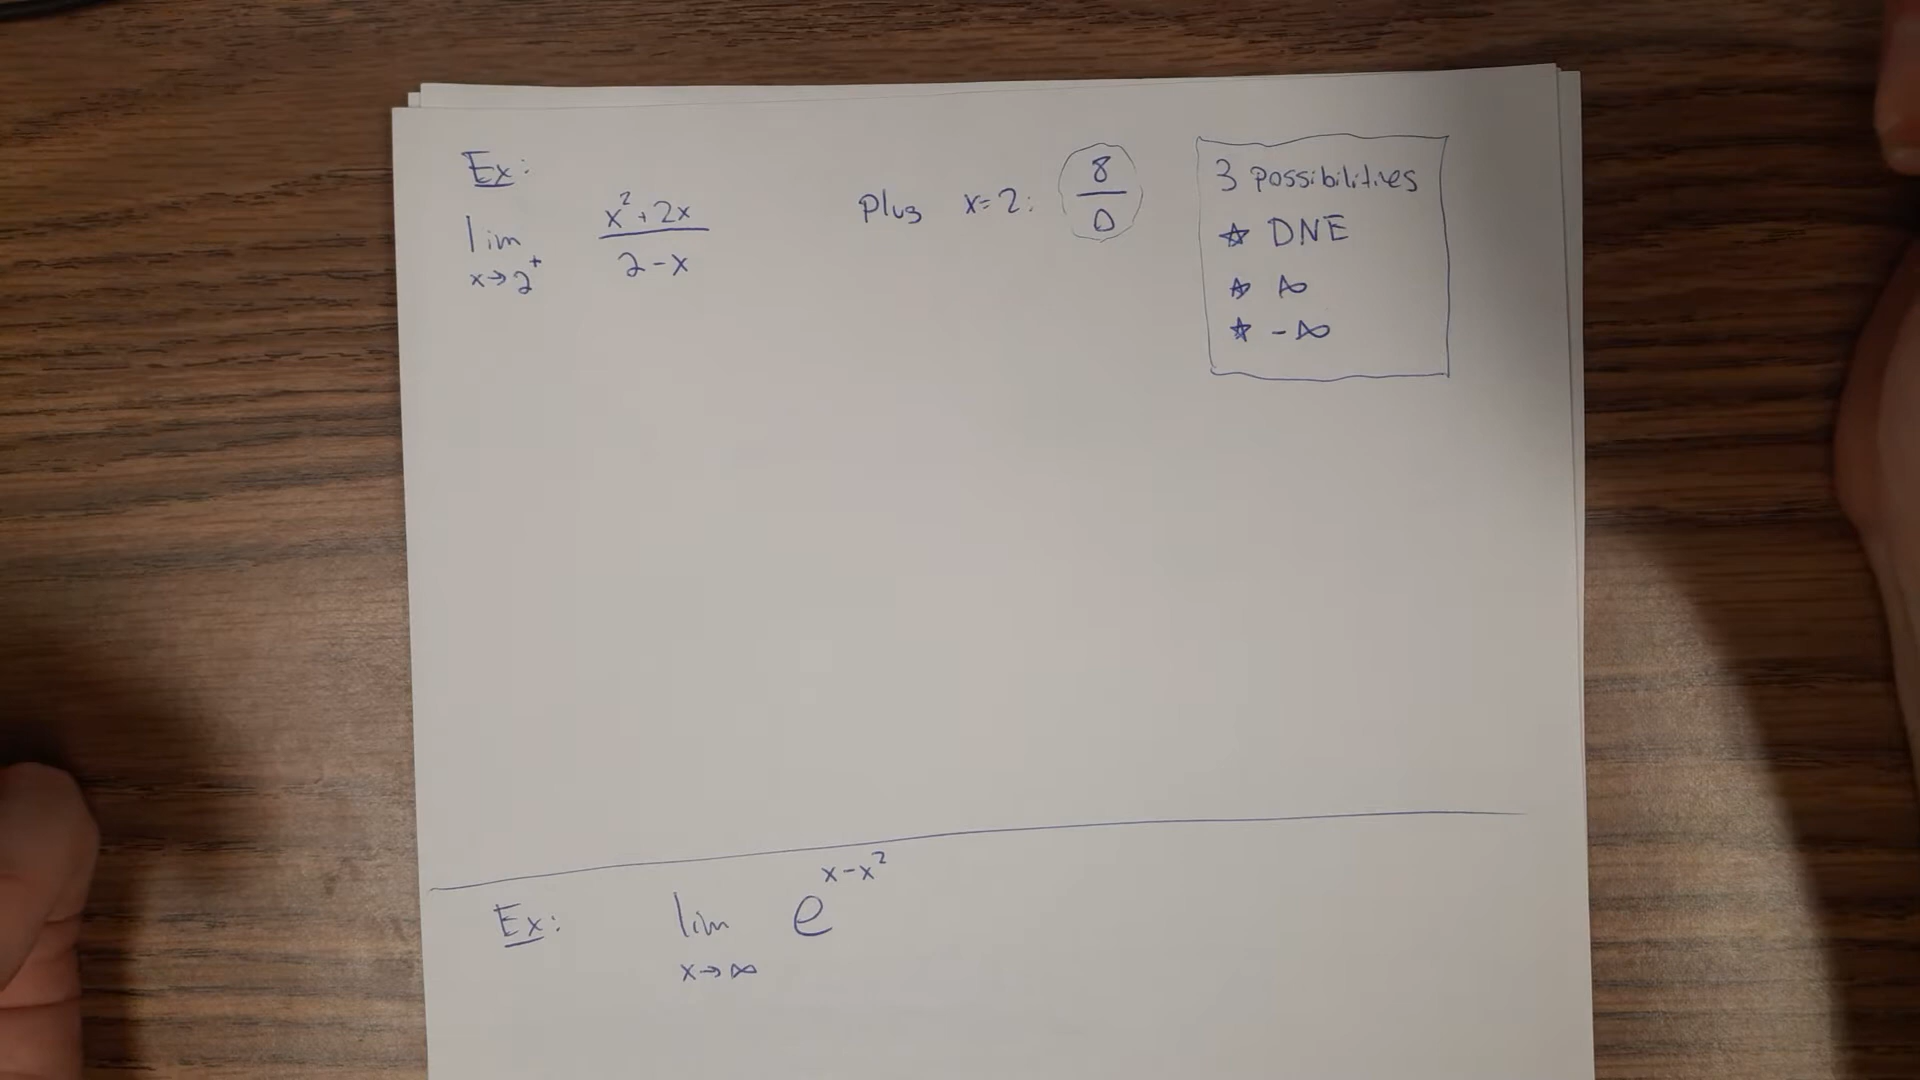 Ex:
lim x→2⁺ x²+2x / 2-x
Plug x=2: 8/0
3 possibilities
☆ DNE
☆ ∞
☆ -∞
Ex: lim x→∞ e^x-x²